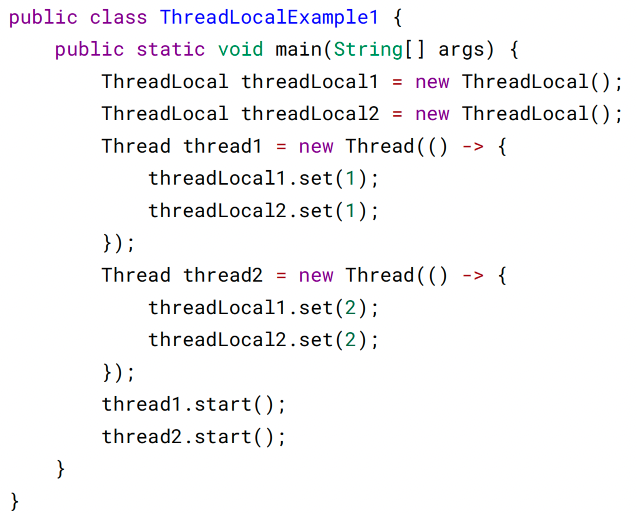 public class ThreadLocalExample1 {
    public static void main(String[] args) {
        ThreadLocal threadLocal1 = new ThreadLocal();
        ThreadLocal threadLocal2 = new ThreadLocal();
        Thread thread1 = new Thread(() -> {
            threadLocal1.set(1);
            threadLocal2.set(1);
        });
        Thread thread2 = new Thread(() -> {
            threadLocal1.set(2);
            threadLocal2.set(2);
        });
        thread1.start();
        thread2.start();
    }
}